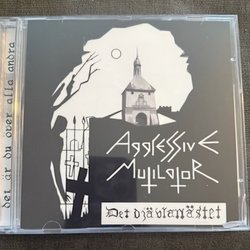 det är du över alla andra
AGGRESSIVE
MUTILATOR
Det djävlanästet